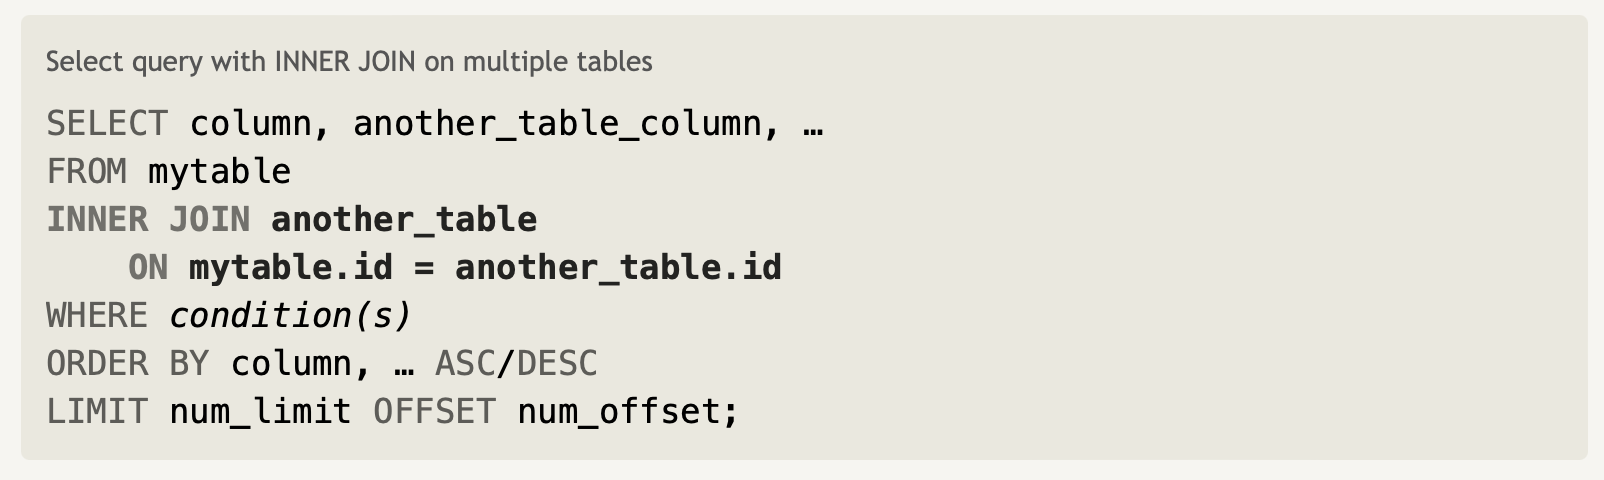 Select query with INNER JOIN on multiple tables
SELECT column, another_table_column, …
FROM mytable
INNER JOIN another_table
    ON mytable.id = another_table.id
WHERE condition(s)
ORDER BY column, … ASC/DESC
LIMIT num_limit OFFSET num_offset;